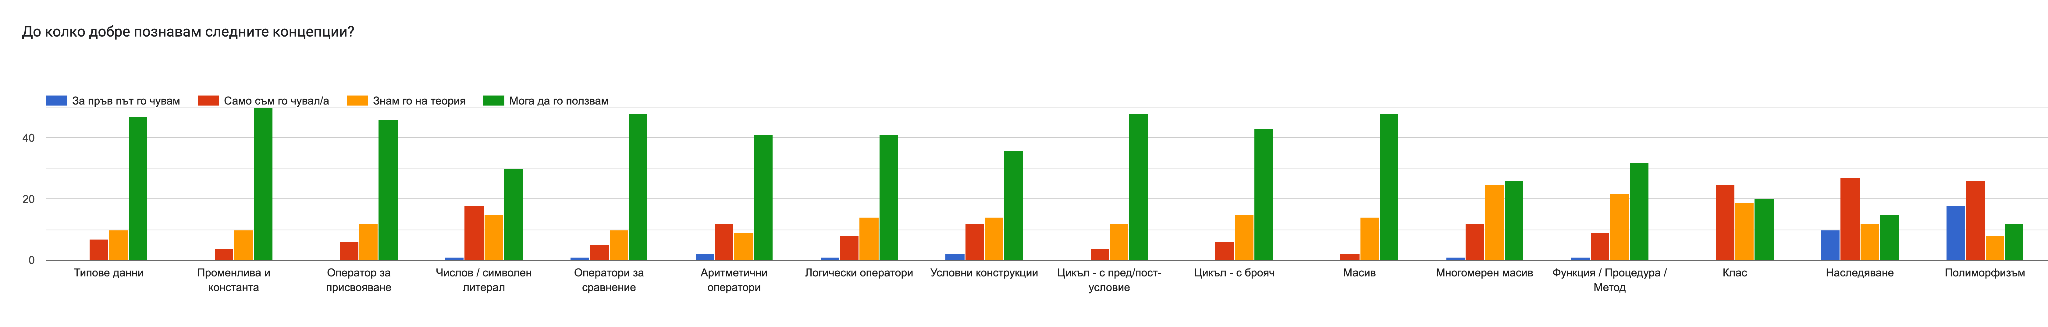 До колко добре познавам следните концепции?
За пръв път го чувам
Само съм го чувал/а
Знам го на теория
Мога да го ползвам
40
20
0
Типове данни
Променлива и
константа
Оператор за
присвояване
Числов / символен
литерал
Оператори за
сравнение
Аритметични
оператори
Логически оператори
Условни конструкции
Цикъл - с пред/пост-
условие
Цикъл - с брояч
Масив
Многомерен масив
Функция / Процедура /
Метод
Клас
Наследяване
Полиморфизъм